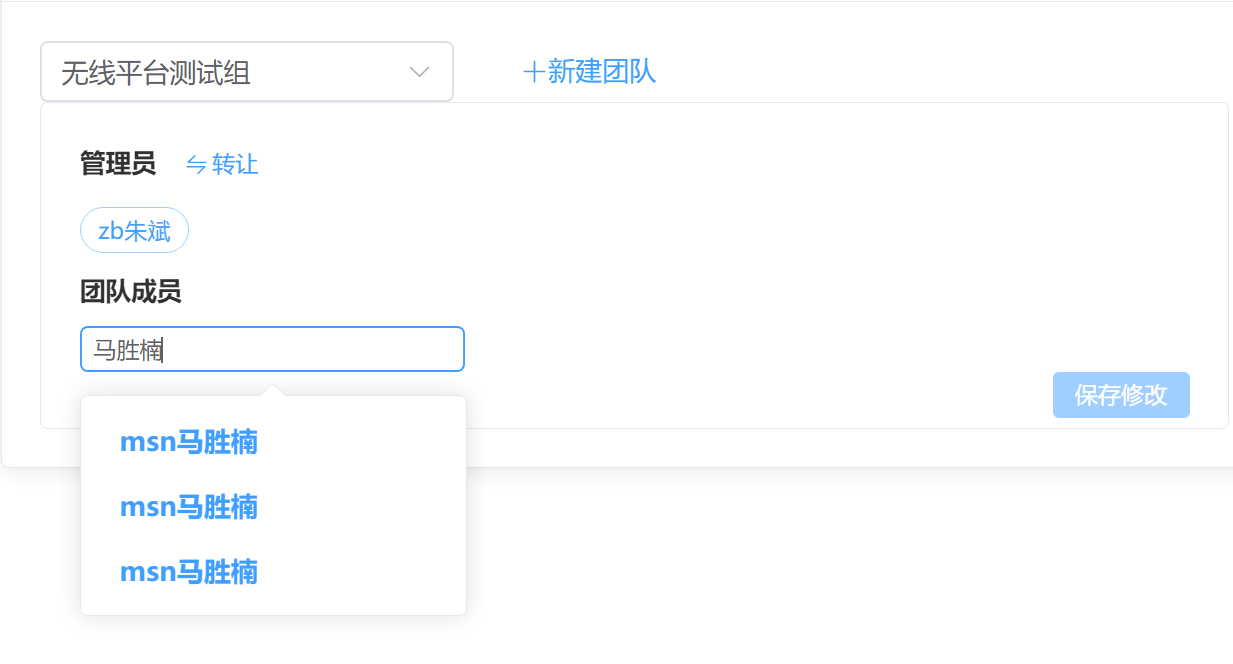 无线平台测试组
+新建团队
管理员
转让
zb朱斌
团队成员
马胜楠
保存修改
msn马胜楠
msn马胜楠
msn马胜楠